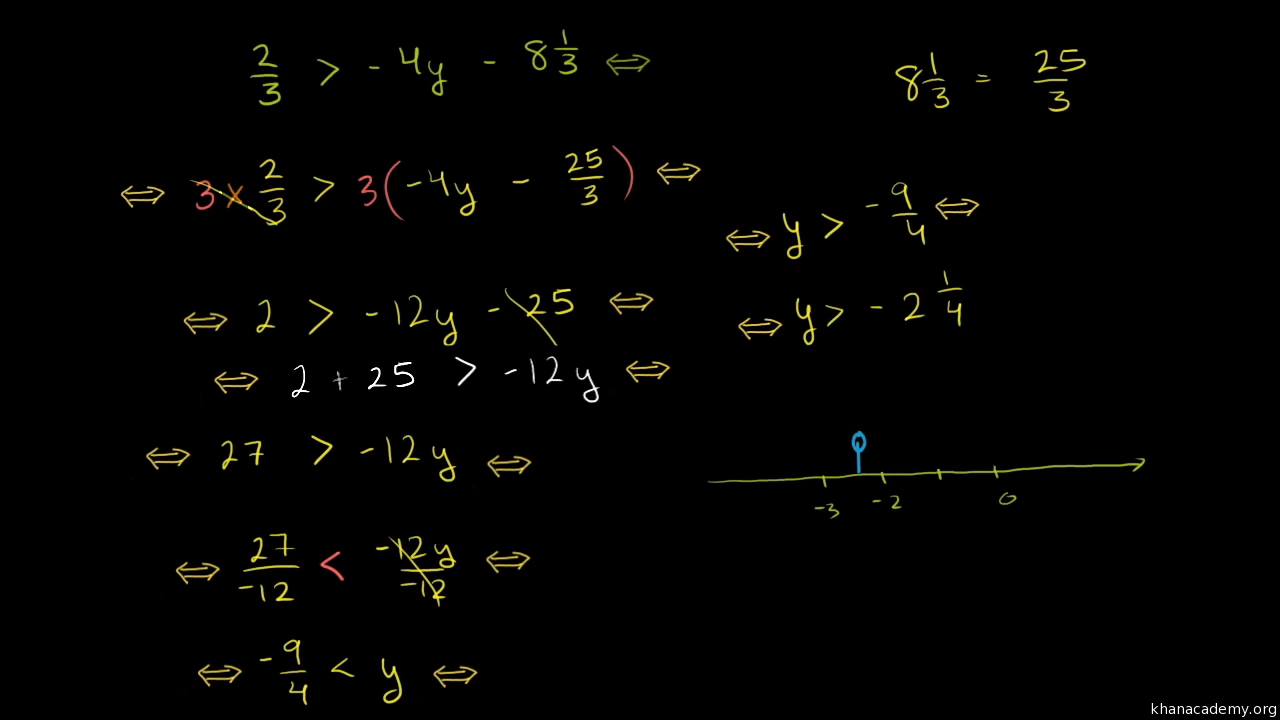 2/3 > -4y - 8 1/3 ⇔
8 1/3 = 25/3
⇔ 3 × 2/3 > 3(-4y - 25/3) ⇔
⇔ 2 > -12y - 25 ⇔
⇔ 2 + 25 > -12y ⇔
⇔ 27 > -12y ⇔
⇔ 27/-12 < -12y/-12 ⇔
⇔ -9/4 < y ⇔
⇔ y > -9/4 ⇔
⇔ y > -2 1/4
-3 -2 0
khanacademy.org